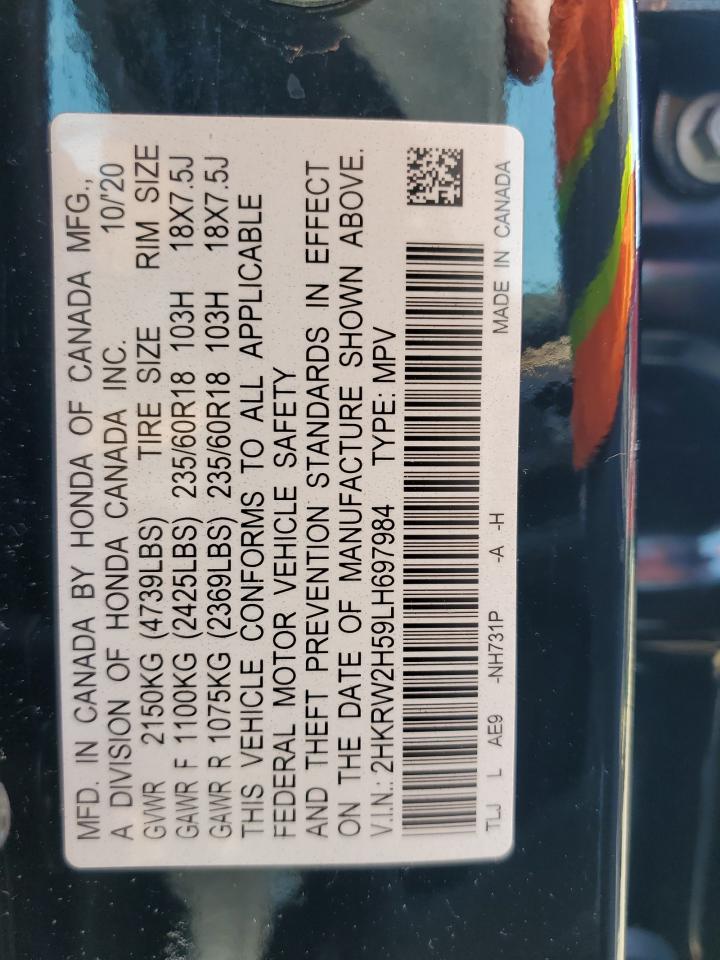 MFD. IN CANADA BY HONDA OF CANADA MFG.,
A DIVISION OF HONDA CANADA INC. 10/'20
GVWR 2150KG (4739LBS) TIRE SIZE RIM SIZE
GAWR F 1100KG (2425LBS) 235/60R18 103H 18X7.5J
GAWR R 1075KG (2369LBS) 235/60R18 103H 18X7.5J
THIS VEHICLE CONFORMS TO ALL APPLICABLE
FEDERAL MOTOR VEHICLE SAFETY
AND THEFT PREVENTION STANDARDS IN EFFECT
ON THE DATE OF MANUFACTURE SHOWN ABOVE.
V.I.N.: 2HKRW2H59LH697984 TYPE: MPV
TLJ L AE9 -NH731P -A -H MADE IN CANADA